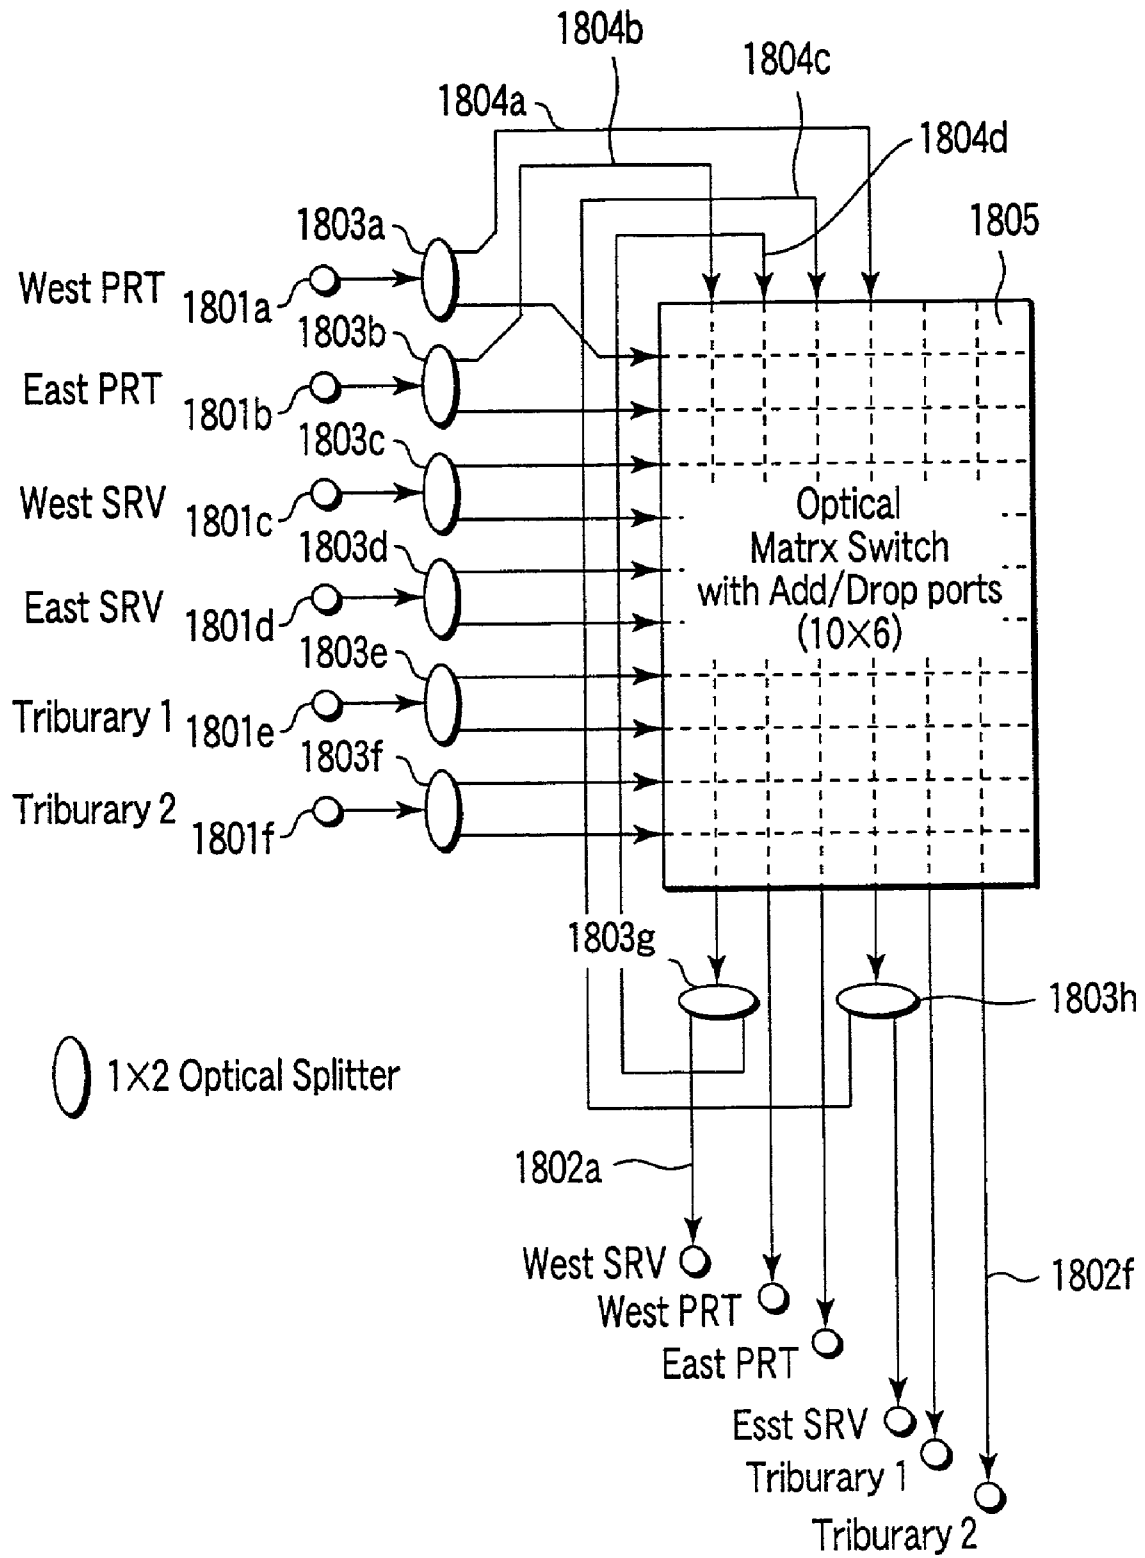 1804b
1804c
1804a
1804d
1803a
1805
West PRT
1801a
1803b
East PRT
1801b
1803c
West SRV
1801c
Optical
Matrx Switch
with Add/Drop ports
(10×6)
1803d
East SRV
1801d
1803e
Triburary 1
1801e
1803f
Triburary 2
1801f
1803g
1803h
1×2 Optical Splitter
1802a
West SRV
West PRT
1802f
East PRT
Esst SRV
Triburary 1
Triburary 2